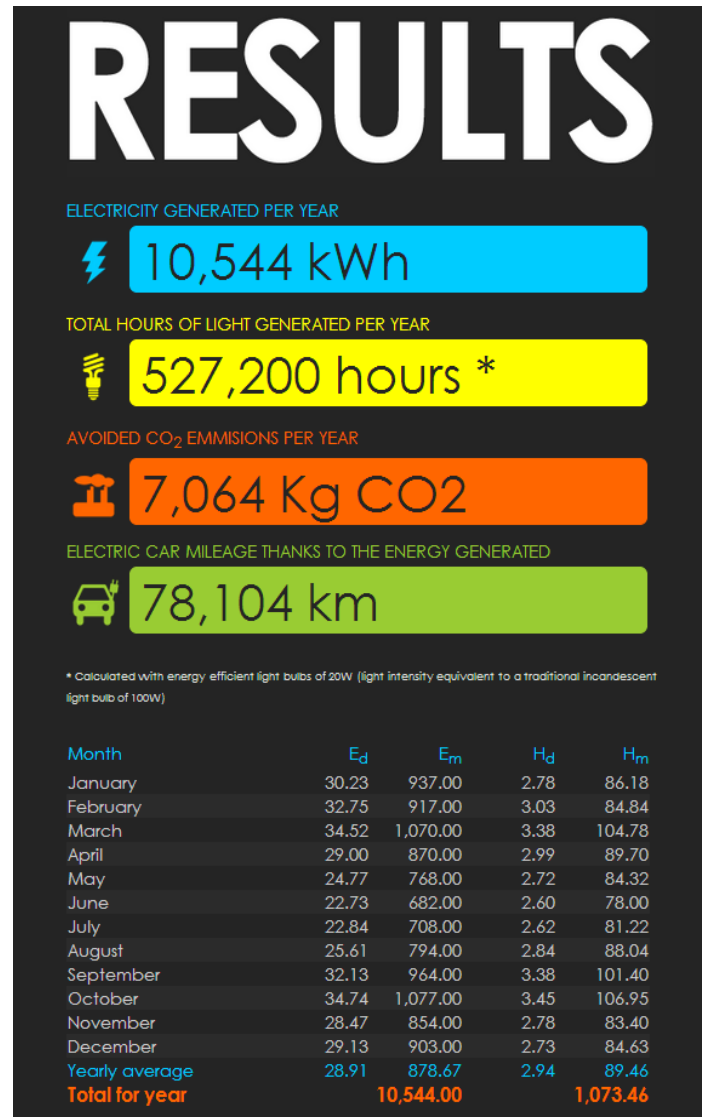 RESULTS
ELECTRICITY GENERATED PER YEAR
10,544 kWh
TOTAL HOURS OF LIGHT GENERATED PER YEAR
527,200 hours *
AVOIDED CO₂ EMMISIONS PER YEAR
7,064 Kg CO2
ELECTRIC CAR MILEAGE THANKS TO THE ENERGY GENERATED
78,104 km
* Calculated with energy efficient light bulbs of 20W (light intensity equivalent to a traditional incandescent
light bulb of 100W)
Month Ed Em Hd Hm
January 30.23 937.00 2.78 86.18
February 32.75 917.00 3.03 84.84
March 34.52 1,070.00 3.38 104.78
April 29.00 870.00 2.99 89.70
May 24.77 768.00 2.72 84.32
June 22.73 682.00 2.60 78.00
July 22.84 708.00 2.62 81.22
August 25.61 794.00 2.84 88.04
September 32.13 964.00 3.38 101.40
October 34.74 1,077.00 3.45 106.95
November 28.47 854.00 2.78 83.40
December 29.13 903.00 2.73 84.63
Yearly average 28.91 878.67 2.94 89.46
Total for year 10,544.00 1,073.46